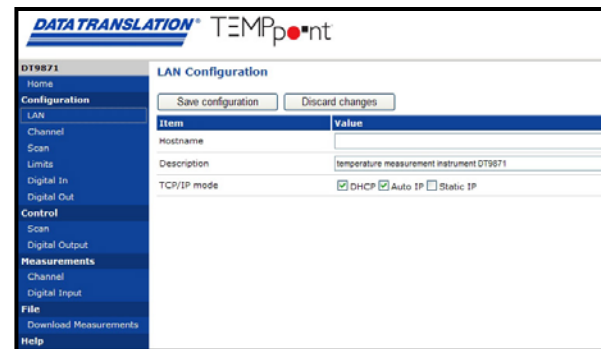 DATA TRANSLATION® TEMPpoint
DT9871
Home
Configuration
LAN
Channel
Scan
Limits
Digital In
Digital Out
Control
Scan
Digital Output
Measurements
Channel
Digital Input
File
Download Measurements
Help
LAN Configuration
Save configuration Discard changes
Item Value
Hostname
Description temperature measurement instrument DT9871
TCP/IP mode DHCP Auto IP Static IP